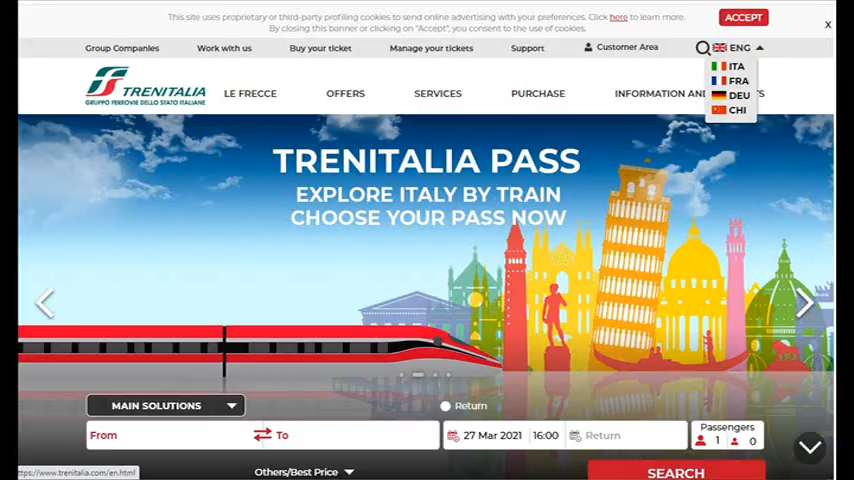 This site uses proprietary or third-party profiling cookies to send online advertising with your preferences. Click here to learn more.
By closing this banner or clicking on "Accept", you consent to the use of cookies.
ACCEPT
X
Group Companies Work with us Buy your ticket Manage your tickets Support Customer Area ENG
ITA
FRA
DEU
CHI
TRENITALIA
GRUPPO FERROVIE DELLO STATO ITALIANE
LE FRECCE OFFERS SERVICES PURCHASE INFORMATION AND
TRENITALIA PASS
EXPLORE ITALY BY TRAIN
CHOOSE YOUR PASS NOW
MAIN SOLUTIONS
Return
From To 27 Mar 2021 16:00 Return
Passengers
1 0
https://www.trenitalia.com/en.html
Others/Best Price
SEARCH